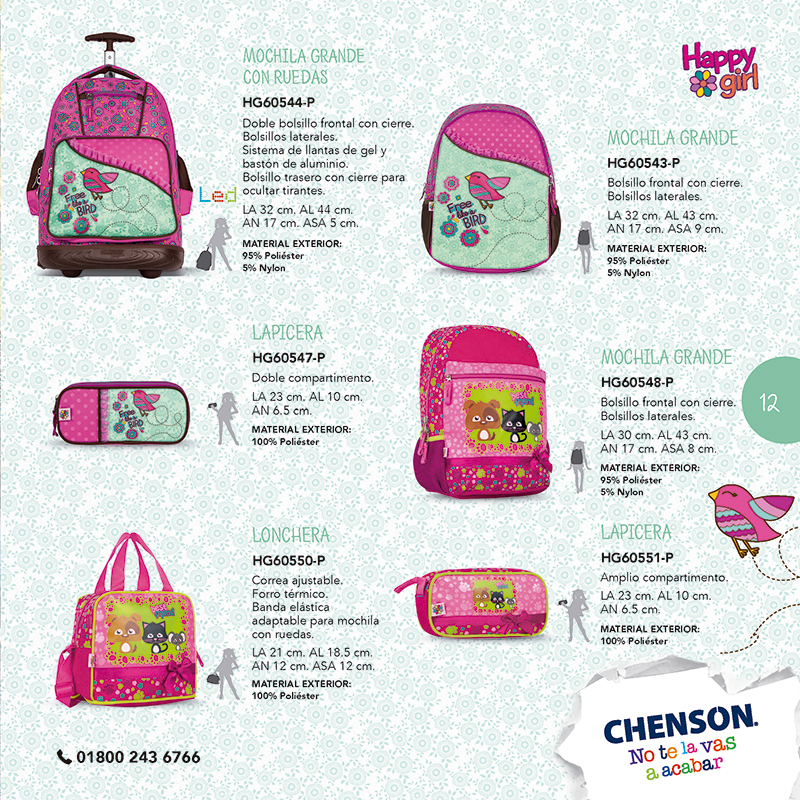 MOCHILA GRANDE
CON RUEDAS
HG60544-P
Doble bolsillo frontal con cierre.
Bolsillos laterales.
Sistema de llantas de gel y
bastón de aluminio.
Bolsillo trasero con cierre para
ocultar tirantes.
LA 32 cm. AL 44 cm.
AN 17 cm. ASA 5 cm.
MATERIAL EXTERIOR:
95% Poliéster
5% Nylon
Led
Free
like a
BIRD
Happy
girl
MOCHILA GRANDE
HG60543-P
Bolsillo frontal con cierre.
Bolsillos laterales.
LA 32 cm. AL 43 cm.
AN 17 cm. ASA 9 cm.
MATERIAL EXTERIOR:
95% Poliéster
5% Nylon
Free
like a
BIRD
LAPICERA
HG60547-P
Doble compartimento.
LA 23 cm. AL 10 cm.
AN 6.5 cm.
MATERIAL EXTERIOR:
100% Poliéster
Free
like a
BIRD
MOCHILA GRANDE
HG60548-P
Bolsillo frontal con cierre.
Bolsillos laterales.
LA 30 cm. AL 43 cm.
AN 17 cm. ASA 8 cm.
MATERIAL EXTERIOR:
95% Poliéster
5% Nylon
12
LONCHERA
HG60550-P
Correa ajustable.
Forro térmico.
Banda elástica
adaptable para mochila
con ruedas.
LA 21 cm. AL 18.5 cm.
AN 12 cm. ASA 12 cm.
MATERIAL EXTERIOR:
100% Poliéster
LAPICERA
HG60551-P
Amplio compartimento.
LA 23 cm. AL 10 cm.
AN 6.5 cm.
MATERIAL EXTERIOR:
100% Poliéster
01800 243 6766
CHENSON.
No te la vas
a acabar